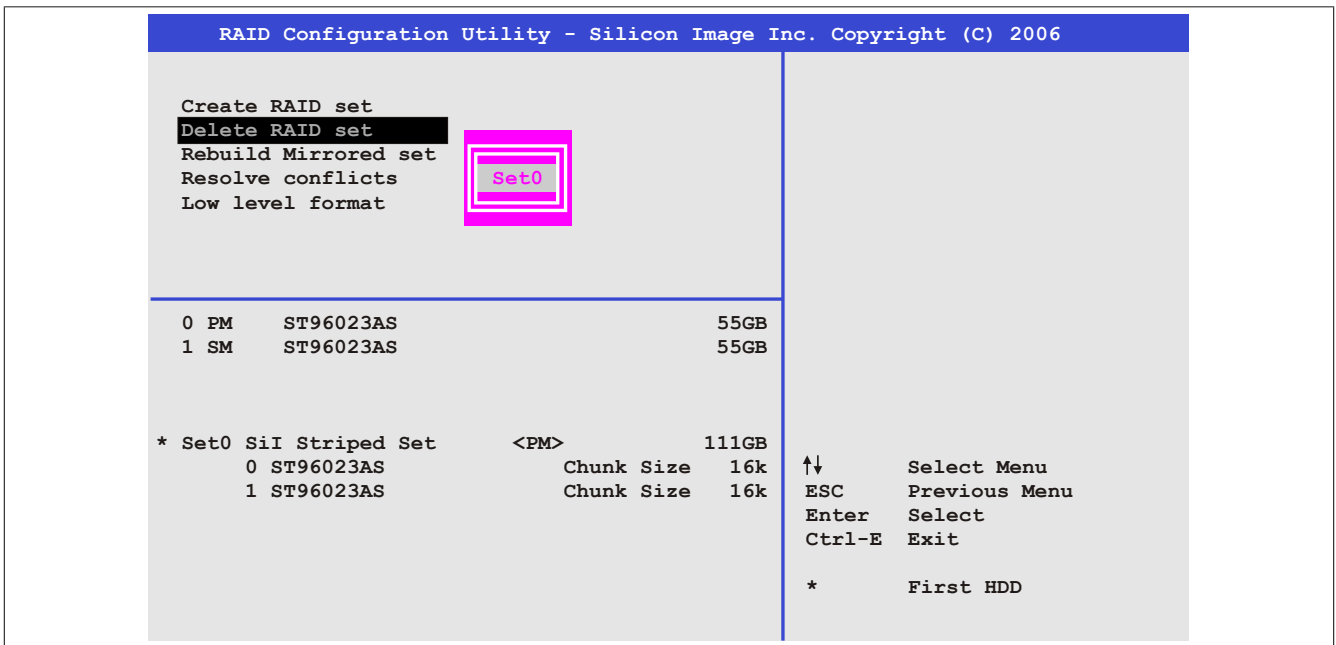 RAID Configuration Utility - Silicon Image Inc. Copyright (C) 2006
Create RAID set
Delete RAID set
Rebuild Mirrored set
Resolve conflicts
Low level format
Set0
0 PM ST96023AS 55GB
1 SM ST96023AS 55GB
* Set0 SiI Striped Set <PM> 111GB
0 ST96023AS Chunk Size 16k
1 ST96023AS Chunk Size 16k
↑↓ Select Menu
ESC Previous Menu
Enter Select
Ctrl-E Exit
* First HDD